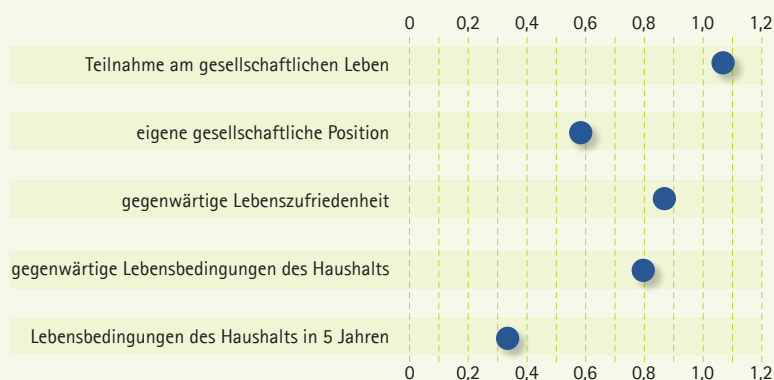 0 0,2 0,4 0,6 0,8 1,0 1,2
Teilnahme am gesellschaftlichen Leben
eigene gesellschaftliche Position
gegenwärtige Lebenszufriedenheit
gegenwärtige Lebensbedingungen des Haushalts
Lebensbedingungen des Haushalts in 5 Jahren
0 0,2 0,4 0,6 0,8 1,0 1,2